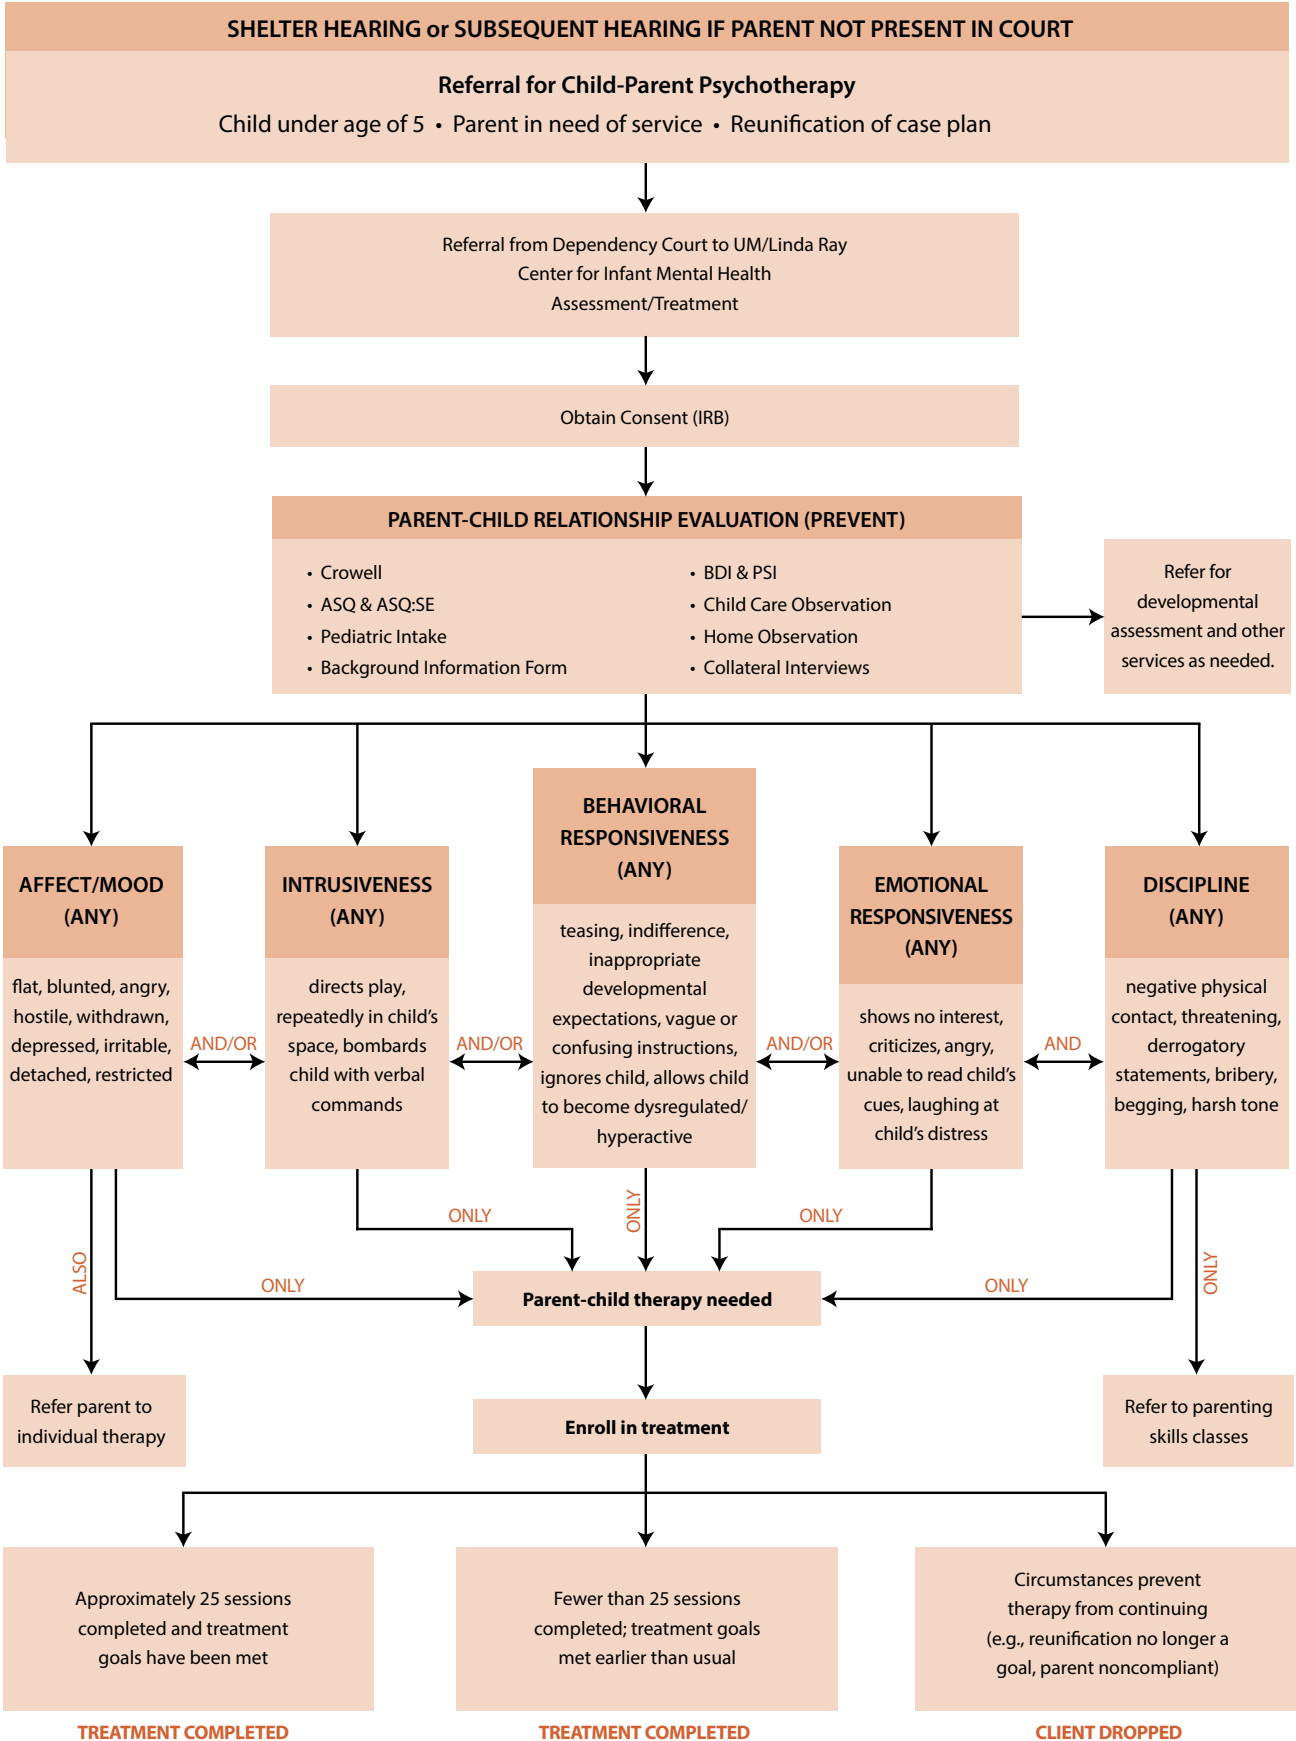 SHELTER HEARING or SUBSEQUENT HEARING IF PARENT NOT PRESENT IN COURT
Referral for Child-Parent Psychotherapy
Child under age of 5 • Parent in need of service • Reunification of case plan
Referral from Dependency Court to UM/Linda Ray
Center for Infant Mental Health
Assessment/Treatment
Obtain Consent (IRB)
PARENT-CHILD RELATIONSHIP EVALUATION (PREVENT)
• Crowell
• ASQ & ASQ:SE
• Pediatric Intake
• Background Information Form
• BDI & PSI
• Child Care Observation
• Home Observation
• Collateral Interviews
Refer for
developmental
assessment and other
services as needed.
AFFECT/MOOD
(ANY)
flat, blunted, angry,
hostile, withdrawn,
depressed, irritable,
detached, restricted
AND/OR
INTRUSIVENESS
(ANY)
directs play,
repeatedly in child's
space, bombards
child with verbal
commands
AND/OR
BEHAVIORAL
RESPONSIVENESS
(ANY)
teasing, indifference,
inappropriate
developmental
expectations, vague or
confusing instructions,
ignores child, allows child
to become dysregulated/
hyperactive
AND/OR
EMOTIONAL
RESPONSIVENESS
(ANY)
shows no interest,
criticizes, angry,
unable to read child's
cues, laughing at
child's distress
AND
DISCIPLINE
(ANY)
negative physical
contact, threatening,
derrogatory
statements, bribery,
begging, harsh tone
ALSO
ONLY
ONLY
ONLY
ONLY
ONLY
ONLY
Parent-child therapy needed
Refer parent to
individual therapy
Enroll in treatment
Refer to parenting
skills classes
Approximately 25 sessions
completed and treatment
goals have been met
TREATMENT COMPLETED
Fewer than 25 sessions
completed; treatment goals
met earlier than usual
TREATMENT COMPLETED
Circumstances prevent
therapy from continuing
(e.g., reunification no longer a
goal, parent noncompliant)
CLIENT DROPPED